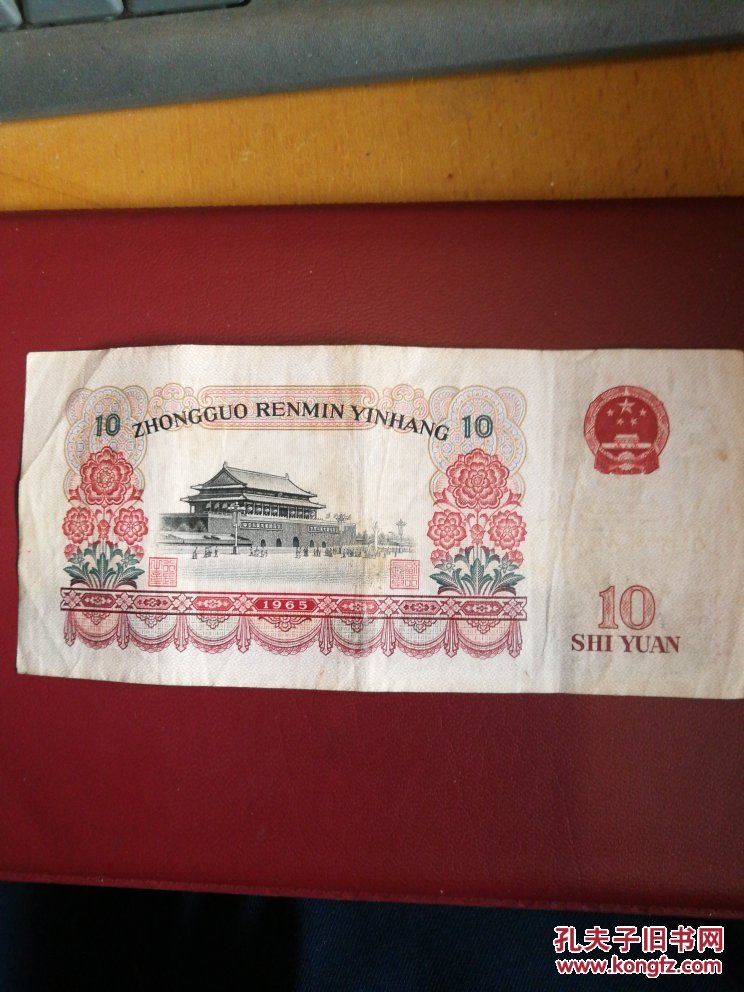 10 ZHONGGUO RENMIN YINHANG 10
1965
10
SHI YUAN
孔夫子旧书网
www.kongfz.com